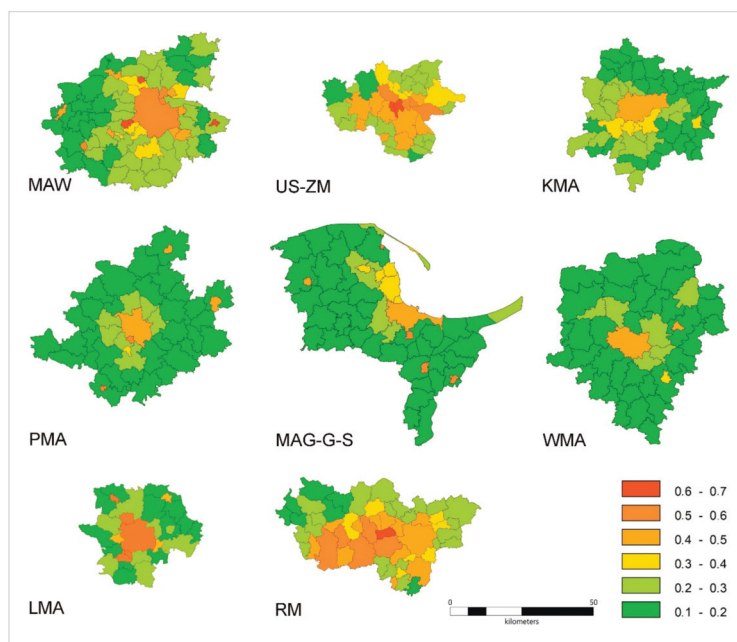 MAW
US-ZM
KMA
PMA
MAG-G-S
WMA
LMA
RM
0.6 - 0.7
0.5 - 0.6
0.4 - 0.5
0.3 - 0.4
0.2 - 0.3
0.1 - 0.2
0 50
kilometers